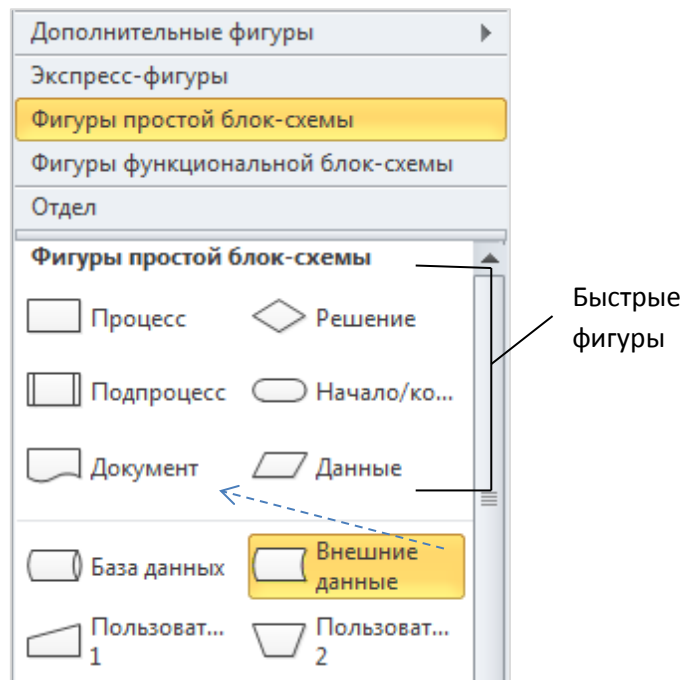 Дополнительные фигуры
Экспресс-фигуры
Фигуры простой блок-схемы
Фигуры функциональной блок-схемы
Отдел
Фигуры простой блок-схемы
Процесс
Решение
Подпроцесс
Начало/ко...
Документ
Данные
База данных
Внешние
данные
Пользоват...
1
Пользоват...
2
Быстрые
фигуры